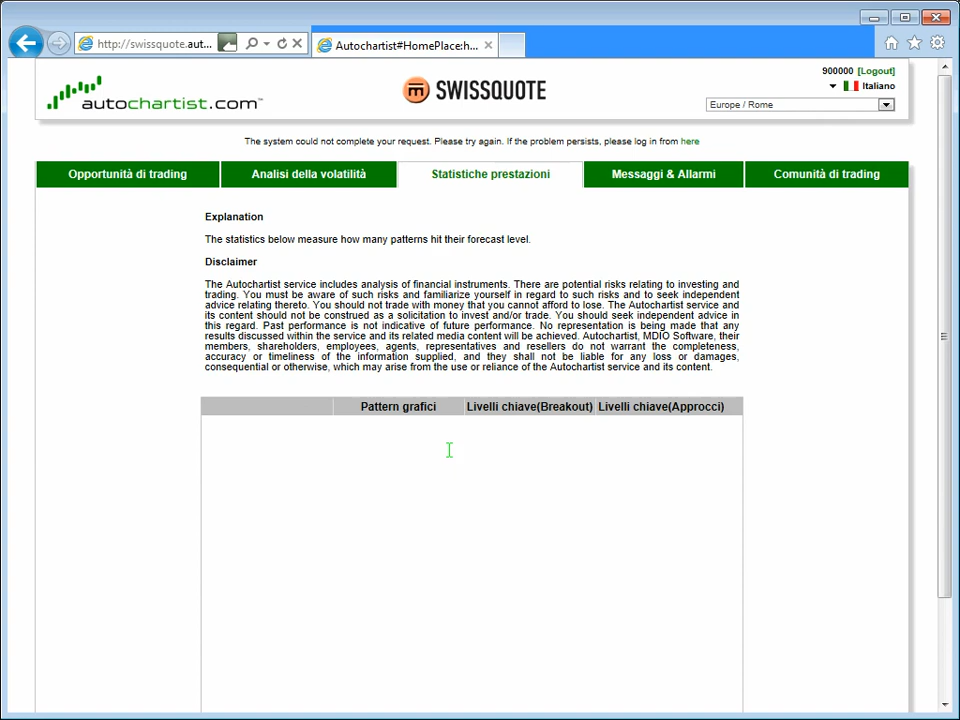 http://swissquote.aut...
Autochartist#HomePlace:h...
autochartist.com™
SWISSQUOTE
900000 [Logout]
Italiano
Europe / Rome
The system could not complete your request. Please try again. If the problem persists, please log in from here
Opportunità di trading
Analisi della volatilità
Statistiche prestazioni
Messaggi & Allarmi
Comunità di trading
Explanation
The statistics below measure how many patterns hit their forecast level.
Disclaimer
The Autochartist service includes analysis of financial instruments. There are potential risks relating to investing and
trading. You must be aware of such risks and familiarize yourself in regard to such risks and to seek independent
advice relating thereto. You should not trade with money that you cannot afford to lose. The Autochartist service and
its content should not be construed as a solicitation to invest and/or trade. You should seek independent advice in
this regard. Past performance is not indicative of future performance. No representation is being made that any
results discussed within the service and its related media content will be achieved. Autochartist, MDIO Software, their
members, shareholders, employees, agents, representatives and resellers do not warrant the completeness,
accuracy or timeliness of the information supplied, and they shall not be liable for any loss or damages,
consequential or otherwise, which may arise from the use or reliance of the Autochartist service and its content.
Pattern grafici
Livelli chiave(Breakout)
Livelli chiave(Approcci)